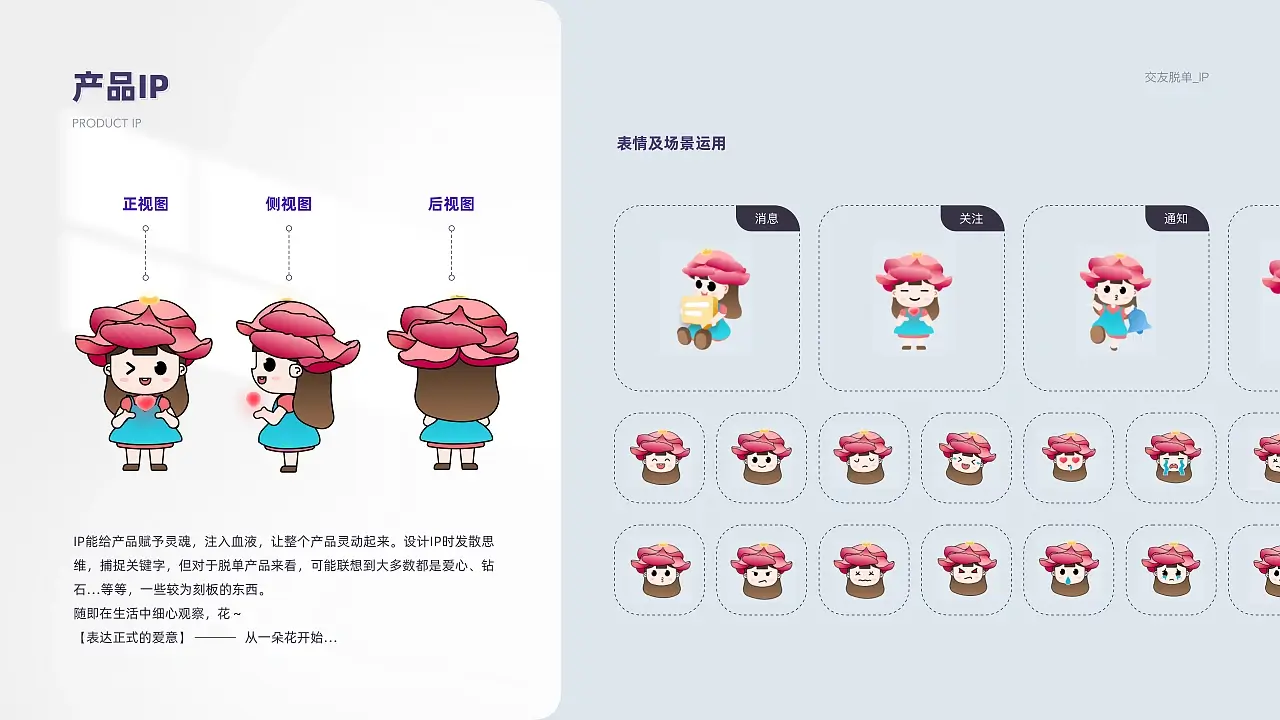 产品IP
PRODUCT IP
正视图
侧视图
后视图
IP能给产品赋予灵魂，注入血液，让整个产品灵动起来。设计IP时发散思
维，捕捉关键字，但对于脱单产品来看，可能联想到大多数都是爱心、钻
石...等等，一些较为刻板的东西。
随即在生活中细心观察，花～
【表达正式的爱意】 ——— 从一朵花开始...
交友脱单_IP
表情及场景运用
消息
关注
通知